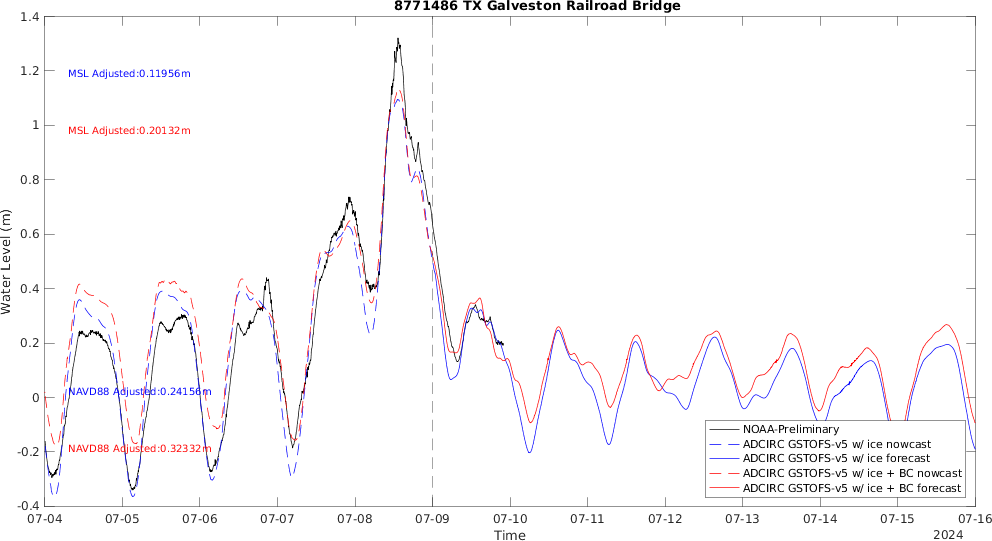 8771486 TX Galveston Railroad Bridge
1.4
1.2
1
0.8
0.6
0.4
0.2
0
-0.2
-0.4
Water Level (m)
MSL Adjusted:0.11956m
MSL Adjusted:0.20132m
NAVD88 Adjusted:0.24156m
NAVD88 Adjusted:0.32332m
NOAA-Preliminary
ADCIRC GSTOFS-v5 w/ ice nowcast
ADCIRC GSTOFS-v5 w/ ice forecast
ADCIRC GSTOFS-v5 w/ ice + BC nowcast
ADCIRC GSTOFS-v5 w/ ice + BC forecast
07-04 07-05 07-06 07-07 07-08 07-09 07-10 07-11 07-12 07-13 07-14 07-15 07-16
Time
2024